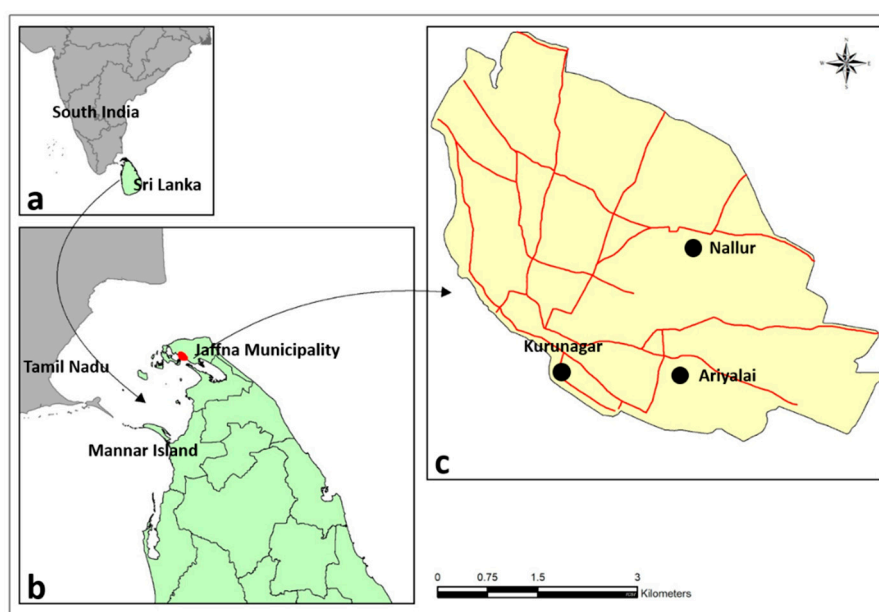 South India
Sri Lanka
a
Tamil Nadu
Jaffna Municipality
Mannar Island
b
N
W
E
S
Nallur
Kurunagar
Ariyalai
c
0 0.75 1.5 3
Kilometers